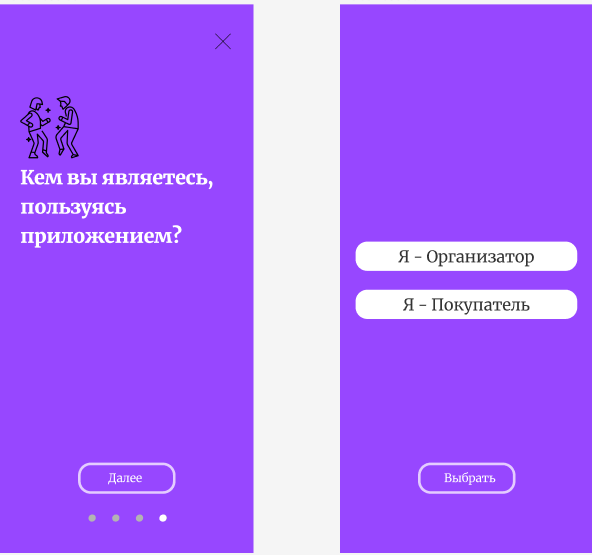 Кем вы являетесь,
пользуясь
приложением?
Далее
Я - Организатор
Я - Покупатель
Выбрать